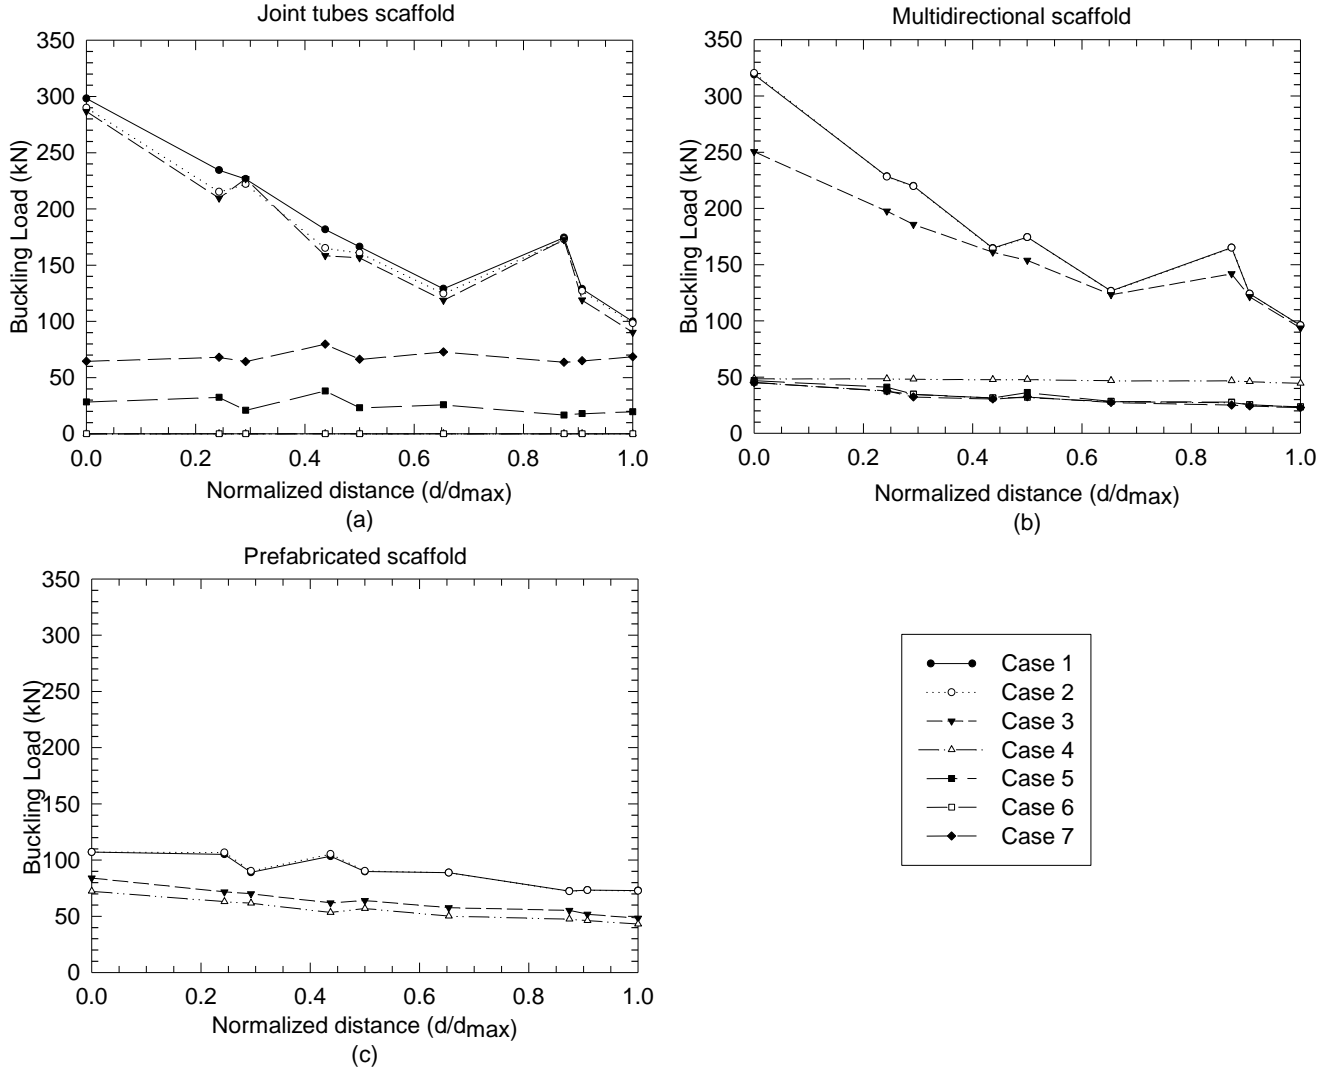 Joint tubes scaffold
350
300
250
200
150
100
50
0
Buckling Load (kN)
0.0 0.2 0.4 0.6 0.8 1.0
Normalized distance (d/dmax)
(a)
Multidirectional scaffold
350
300
250
200
150
100
50
0
Buckling Load (kN)
0.0 0.2 0.4 0.6 0.8 1.0
Normalized distance (d/dmax)
(b)
Prefabricated scaffold
350
300
250
200
150
100
50
0
Buckling Load (kN)
0.0 0.2 0.4 0.6 0.8 1.0
Normalized distance (d/dmax)
(c)
Case 1
Case 2
Case 3
Case 4
Case 5
Case 6
Case 7